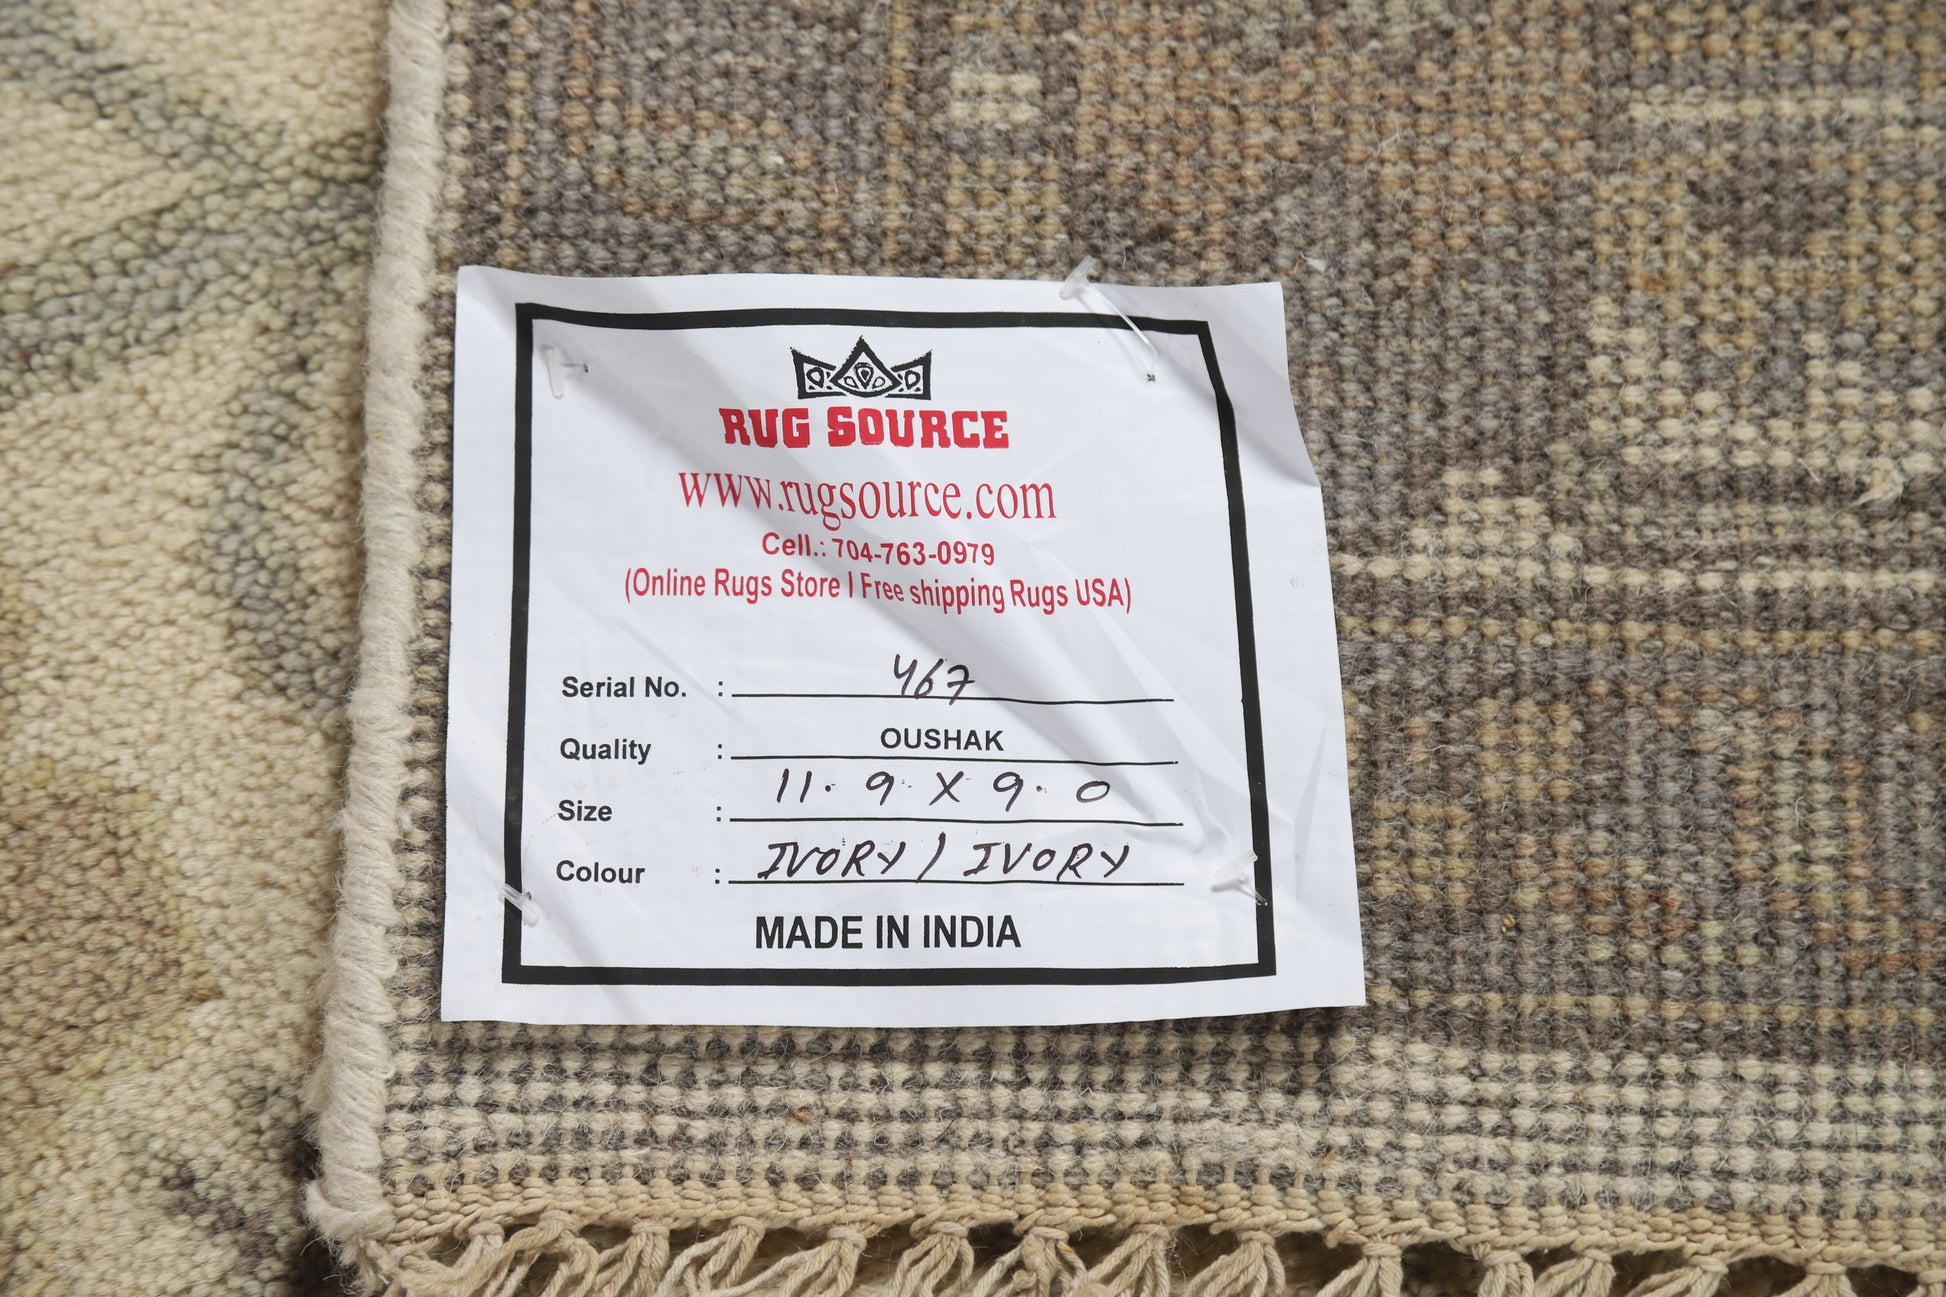 RUG SOURCE
www.rugsource.com
Cell.: 704-763-0979
(Online Rugs Store I Free shipping Rugs USA)
Serial No. : 467
Quality : OUSHAK
Size : 11.9 X 9.0
Colour : IVORY / IVORY
MADE IN INDIA